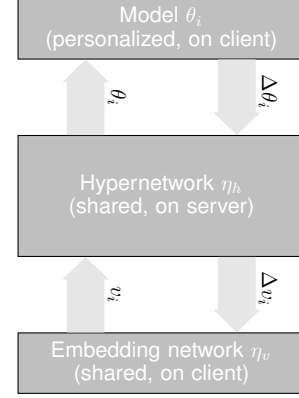 Model θᵢ
(personalized, on client)
θᵢ
Δθᵢ
Hypernetwork ηₕ
(shared, on server)
vᵢ
Δvᵢ
Embedding network ηᵥ
(shared, on client)